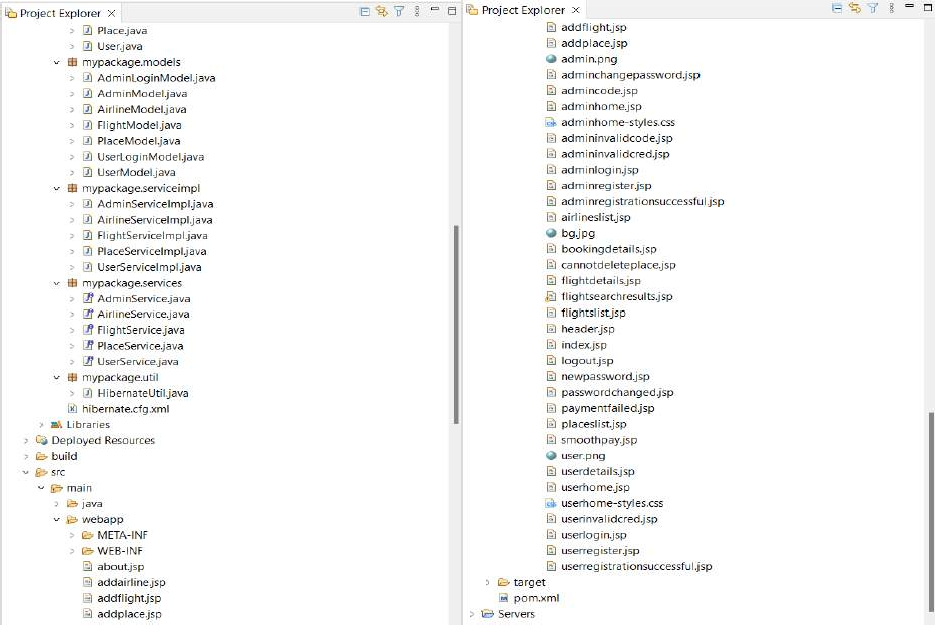 Project Explorer
Place.java
User.java
mypackage.models
AdminLoginModel.java
AdminModel.java
AirlineModel.java
FlightModel.java
PlaceModel.java
UserLoginModel.java
UserModel.java
mypackage.serviceimpl
AdminServiceImpl.java
AirlineServiceImpl.java
FlightServiceImpl.java
PlaceServiceImpl.java
UserServiceImpl.java
mypackage.services
AdminService.java
AirlineService.java
FlightService.java
PlaceService.java
UserService.java
mypackage.util
HibernateUtil.java
hibernate.cfg.xml
Libraries
Deployed Resources
build
src
main
java
webapp
META-INF
WEB-INF
about.jsp
addairline.jsp
addflight.jsp
addplace.jsp
Project Explorer
addflight.jsp
addplace.jsp
admin.png
adminchangepassword.jsp
admincode.jsp
adminhome.jsp
adminhome-styles.css
admininvalidcode.jsp
admininvalidcred.jsp
adminlogin.jsp
adminregister.jsp
adminregistrationsuccessful.jsp
airlineslist.jsp
bg.jpg
bookingdetails.jsp
cannotdeleteplace.jsp
flightdetails.jsp
flightsearchresults.jsp
flightslist.jsp
header.jsp
index.jsp
logout.jsp
newpassword.jsp
passwordchanged.jsp
paymentfailed.jsp
placeslist.jsp
smoothpay.jsp
user.png
userdetails.jsp
userhome.jsp
userhome-styles.css
userinvalidcred.jsp
userlogin.jsp
userregister.jsp
userregistrationsuccessful.jsp
target
pom.xml
Servers